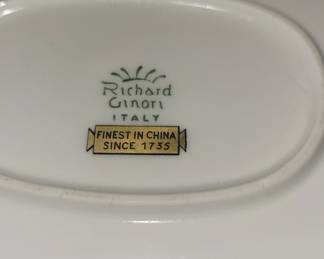 Richard
Ginori
ITALY
FINEST IN CHINA
SINCE 1735